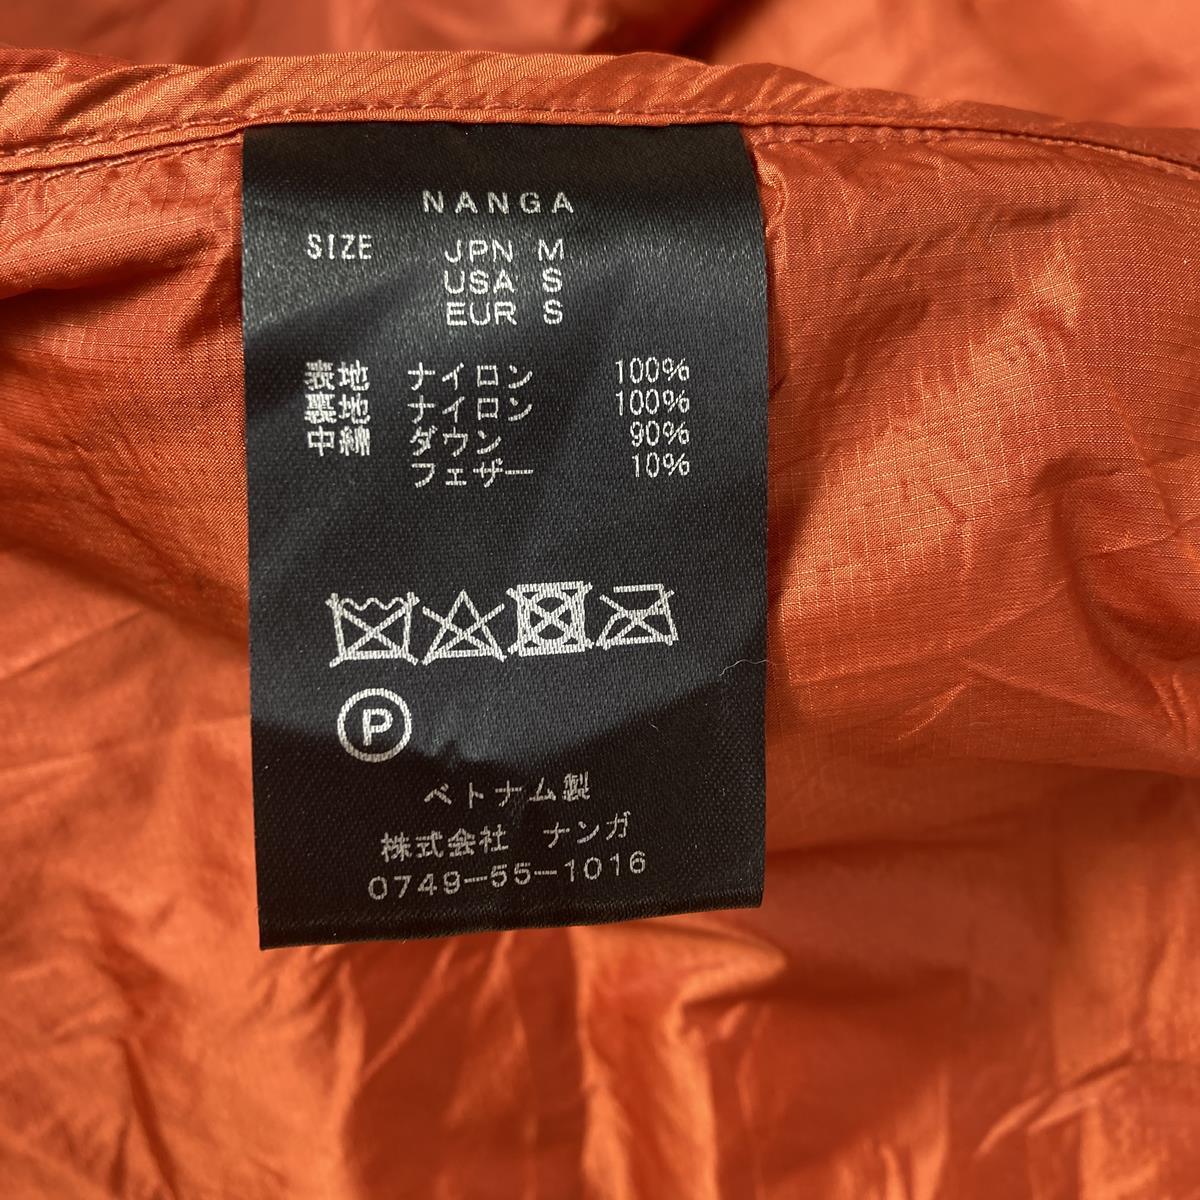 NANGA
SIZE JPN M
USA S
EUR S
表地 ナイロン 100%
裏地 ナイロン 100%
中綿 ダウン 90%
フェザー 10%
P
ベトナム製
株式会社 ナンガ
0749-55-1016